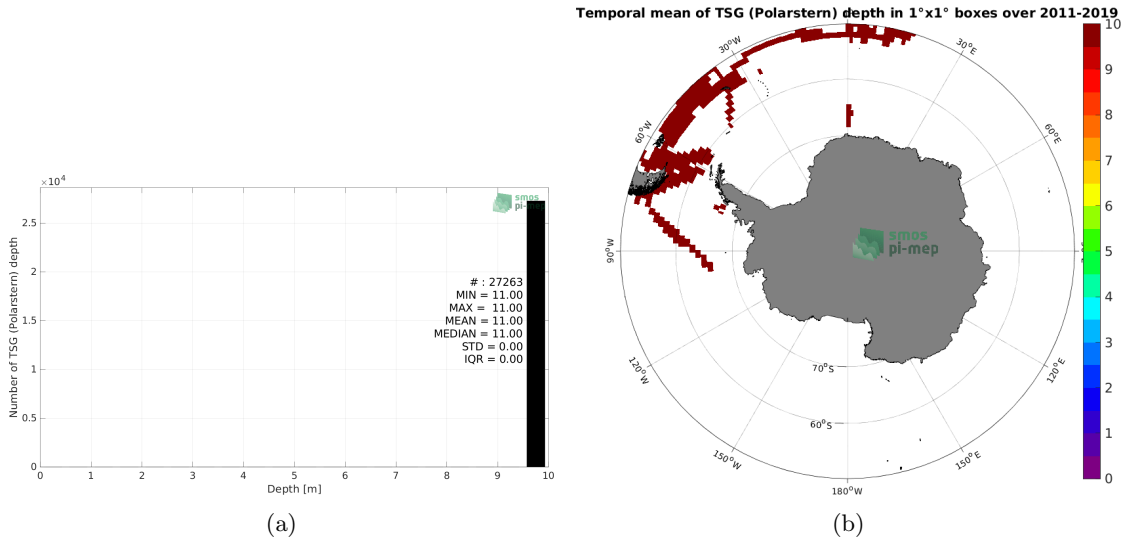 ×10⁴
2.5
2
1.5
1
0.5
0
Number of TSG (Polarstern) depth
smos
pi-mep
# : 27263
MIN = 11.00
MAX = 11.00
MEAN = 11.00
MEDIAN = 11.00
STD = 0.00
IQR = 0.00
0 1 2 3 4 5 6 7 8 9 10
Depth [m]
(a)
Temporal mean of TSG (Polarstern) depth in 1°x1° boxes over 2011-2019
30°W
30°E
60°W
60°E
90°W
120°W
120°E
150°W
150°E
180°W
70°S
60°S
smos
pi-mep
10
9
8
7
6
5
4
3
2
1
0
(b)